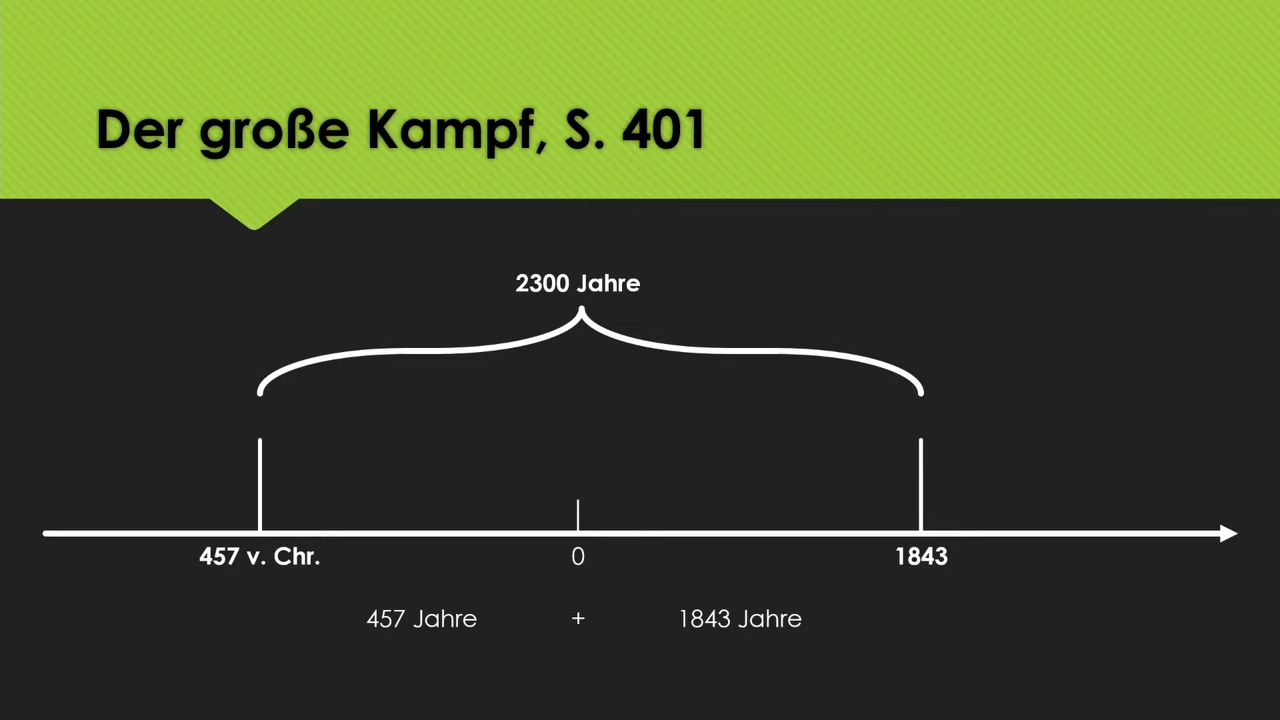 Der große Kampf, S. 401
2300 Jahre
457 v. Chr.
0
1843
457 Jahre + 1843 Jahre